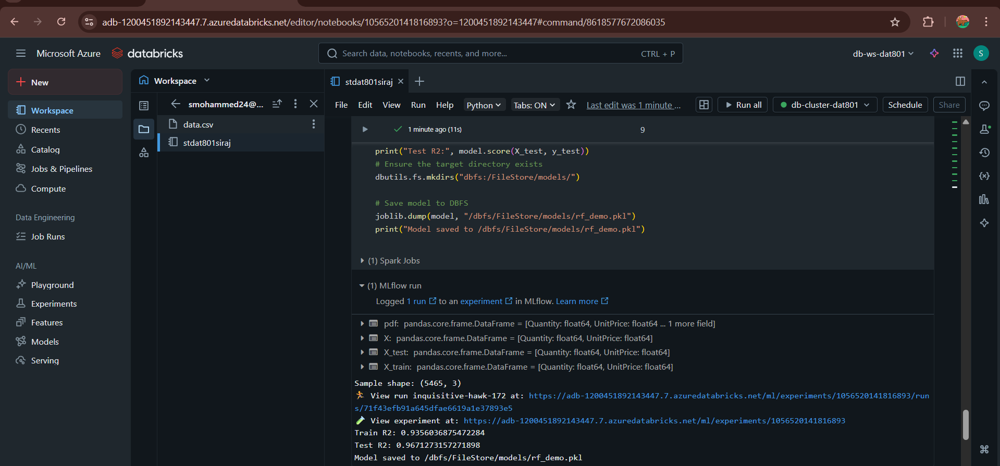 adb-1200451892143447.7.azuredatabricks.net/editor/notebooks/1056520141816893?o=1200451892143447#command/8618577672086035
Microsoft Azure databricks
Search data, notebooks, recents, and more...
CTRL + P
db-ws-dat801
S
New
Workspace
Recents
Catalog
Jobs & Pipelines
Compute
Data Engineering
Job Runs
AI/ML
Playground
Experiments
Features
Models
Serving
Workspace
smohammed24@...
data.csv
stdat801siraj
stdat801siraj
File Edit View Run Help Python Tabs: ON Last edit was 1 minute ... Run all db-cluster-dat801 Schedule Share
1 minute ago (11s) 9
print("Test R2:", model.score(X_test, y_test))
# Ensure the target directory exists
dbutils.fs.mkdirs("dbfs:/FileStore/models/")
# Save model to DBFS
joblib.dump(model, "/dbfs/FileStore/models/rf_demo.pkl")
print("Model saved to /dbfs/FileStore/models/rf_demo.pkl")
(1) Spark Jobs
(1) MLflow run
Logged 1 run to an experiment in MLflow. Learn more
pdf: pandas.core.frame.DataFrame = [Quantity: float64, UnitPrice: float64 ... 1 more field]
X: pandas.core.frame.DataFrame = [Quantity: float64, UnitPrice: float64]
X_test: pandas.core.frame.DataFrame = [Quantity: float64, UnitPrice: float64]
X_train: pandas.core.frame.DataFrame = [Quantity: float64, UnitPrice: float64]
Sample shape: (5465, 3)
🏃 View run inquisitive-hawk-172 at: https://adb-1200451892143447.7.azuredatabricks.net/ml/experiments/1056520141816893/run
s/71f43efb91a645dfae6619a1e37893e5
🧪 View experiment at: https://adb-1200451892143447.7.azuredatabricks.net/ml/experiments/1056520141816893
Train R2: 0.9356036875472284
Test R2: 0.9671273157271898
Model saved to /dbfs/FileStore/models/rf_demo.pkl